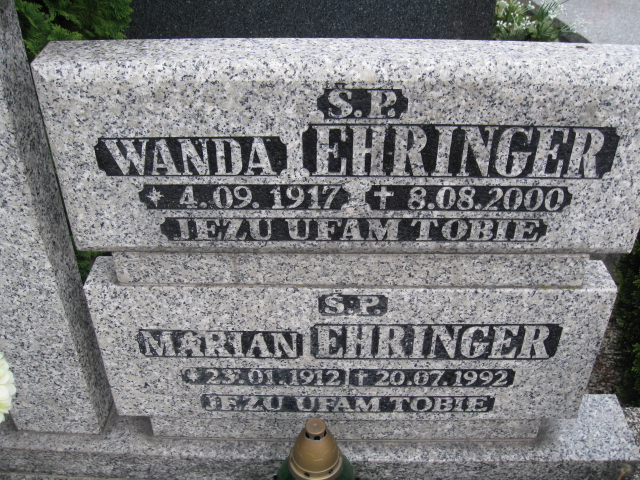 S.P.
WANDA EHRINGER
* 4.09.1917 † 8.08.2000
JEZU UFAM TOBIE
S.P.
MARIAN EHRINGER
* 23.01.1912 † 20.07.1992
JEZU UFAM TOBIE